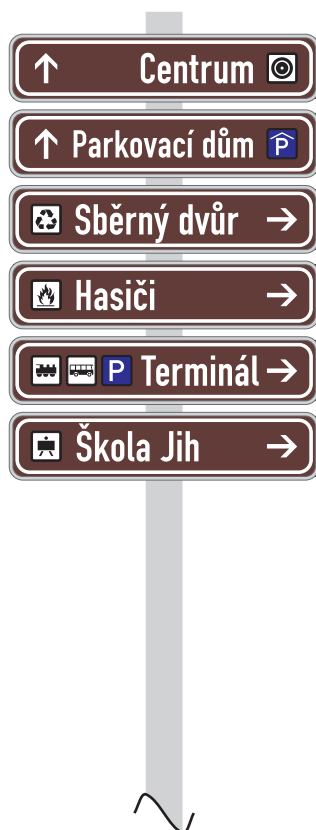 Centrum
Parkovací dům P
Sběrný dvůr
Hasiči
P Terminál
Škola Jih